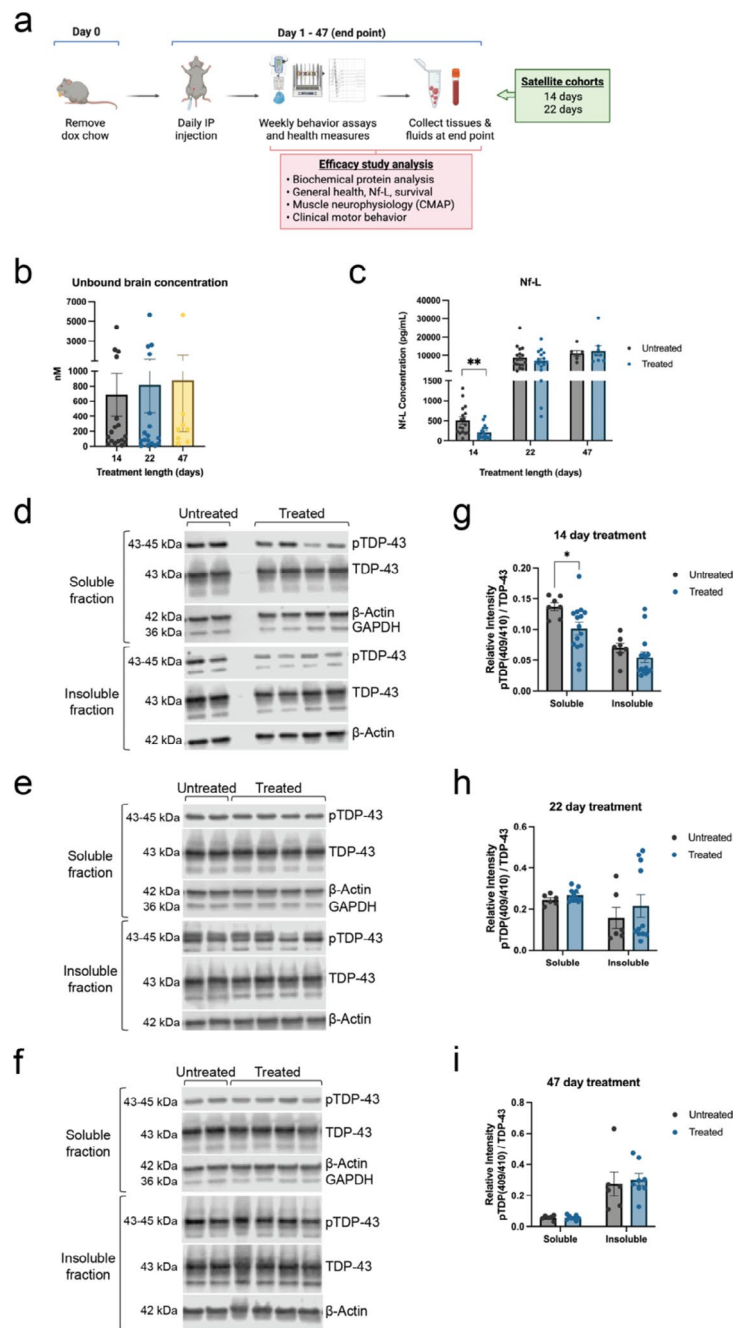 a
Day 0
Day 1 - 47 (end point)
Remove
dox chow
Daily IP
injection
Weekly behavior assays
and health measures
Collect tissues &
fluids at end point
Satellite cohorts
14 days
22 days
Efficacy study analysis
• Biochemical protein analysis
• General health, Nf-L, survival
• Muscle neurophysiology (CMAP)
• Clinical motor behavior
b
Unbound brain concentration
7000
5000
3000
1000
800
600
400
200
0
nM
14 22 47
Treatment length (days)
c
Nf-L
40000
30000
20000
10000
1500
1000
500
0
Nf-L Concentration (pg/mL)
**
14 22 47
Treatment length (days)
Untreated
Treated
d
Untreated Treated
Soluble
fraction
43-45 kDa pTDP-43
43 kDa TDP-43
42 kDa β-Actin
36 kDa GAPDH
Insoluble
fraction
43-45 kDa pTDP-43
43 kDa TDP-43
42 kDa β-Actin
g
14 day treatment
Relative Intensity
pTDP(409/410) / TDP-43
0.20
0.15
0.10
0.05
0.00
*
Soluble Insoluble
Untreated
Treated
e
Untreated Treated
Soluble
fraction
43-45 kDa pTDP-43
43 kDa TDP-43
42 kDa β-Actin
36 kDa GAPDH
Insoluble
fraction
43-45 kDa pTDP-43
43 kDa TDP-43
42 kDa β-Actin
h
22 day treatment
Relative Intensity
pTDP(409/410) / TDP-43
0.6
0.4
0.2
0.0
Soluble Insoluble
Untreated
Treated
f
Untreated Treated
Soluble
fraction
43-45 kDa pTDP-43
43 kDa TDP-43
42 kDa β-Actin
36 kDa GAPDH
Insoluble
fraction
43-45 kDa pTDP-43
43 kDa TDP-43
42 kDa β-Actin
i
47 day treatment
Relative Intensity
pTDP(409/410) / TDP-43
0.8
0.6
0.4
0.2
0.0
Soluble Insoluble
Untreated
Treated